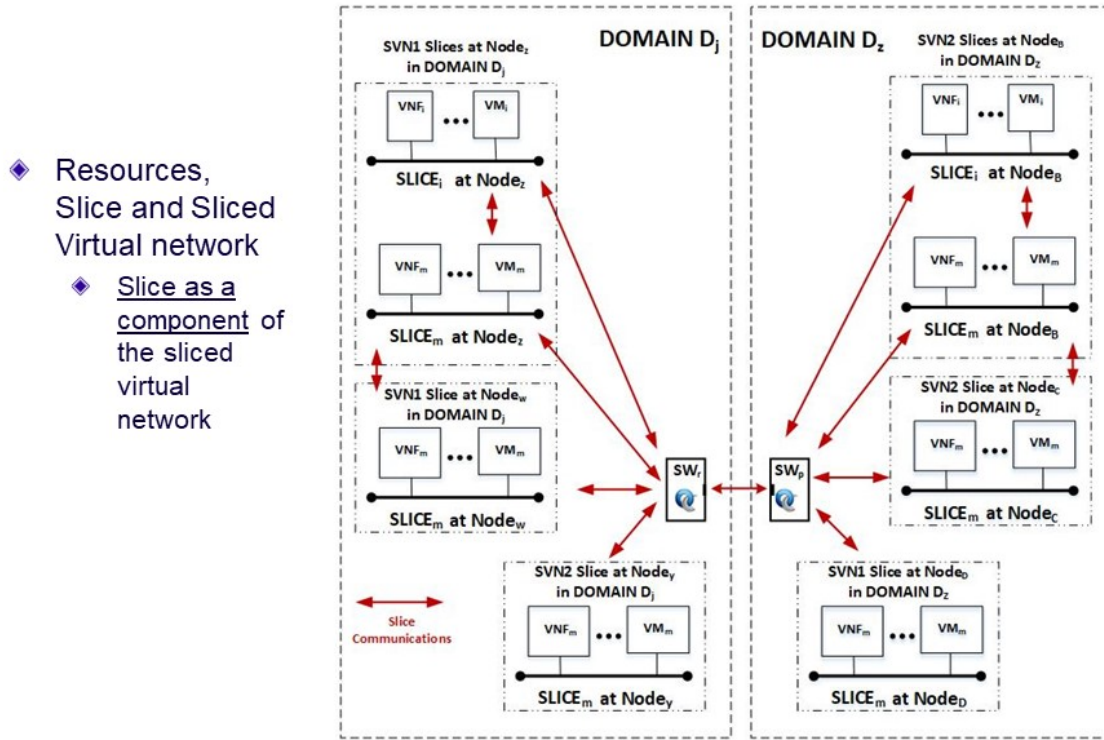 Resources,
Slice and Sliced
Virtual network
Slice as a
component of
the sliced
virtual
network
DOMAIN Dj
SVN1 Slices at Nodez
in DOMAIN Dj
VNFi ••• VMi
SLICEi at Nodez
VNFm ••• VMm
SLICEm at Nodez
SVN1 Slice at Nodew
in DOMAIN Dj
VNFm ••• VMm
SLICEm at Nodew
SWr
SVN2 Slice at Nodey
in DOMAIN Dj
VNFm ••• VMm
SLICEm at Nodey
Slice
Communications
DOMAIN Dz
SVN2 Slices at NodeB
in DOMAIN DZ
VNFi ••• VMi
SLICEi at NodeB
VNFm ••• VMm
SLICEm at NodeB
SVN2 Slice at NodeC
in DOMAIN Dz
VNFm ••• VMm
SLICEm at NodeC
SWp
SVN1 Slice at NodeD
in DOMAIN DZ
VNFm ••• VMm
SLICEm at NodeD